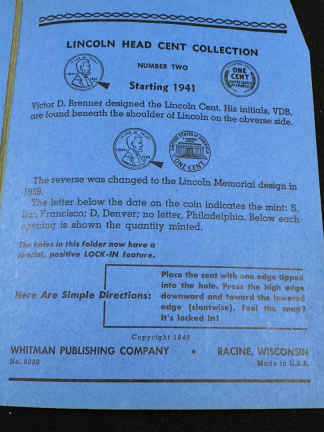 LINCOLN HEAD CENT COLLECTION
NUMBER TWO
Starting 1941
ONE
CENT
Victor D. Brenner designed the Lincoln Cent. His initials, VDB,
are found beneath the shoulder of Lincoln on the obverse side.
ONE CENT
The reverse was changed to the Lincoln Memorial design in
1959.
The letter below the date on the coin indicates the mint: S,
San Francisco; D, Denver; no letter, Philadelphia. Below each
opening is shown the quantity minted.
The holes in this folder now have a
special, positive LOCK-IN feature.
Here Are Simple Directions:
Place the cent with one edge tipped
into the hole. Press the high edge
downward and toward the lowered
edge (slantwise). Feel the snap?
It's locked in!
Copyright
WHITMAN PUBLISHING COMPANY • RACINE, WISCONSIN
No. Made in U.S.A.